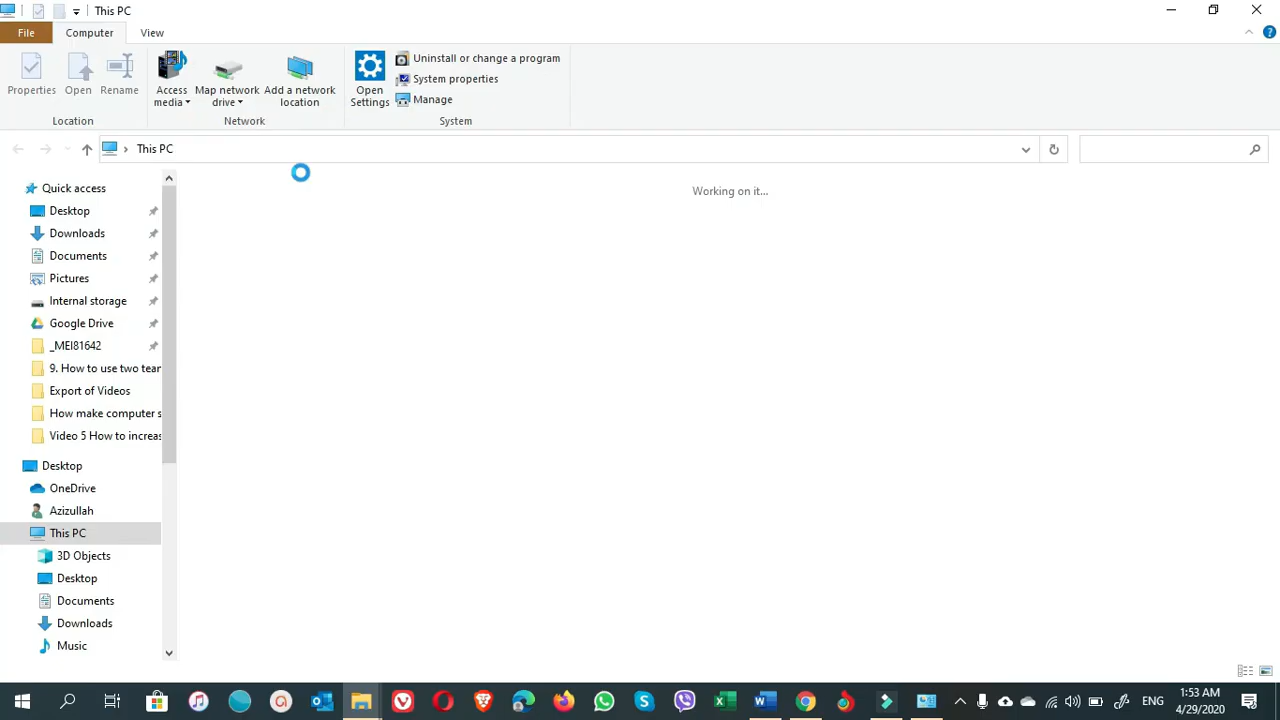 This PC
File
Computer
View
Properties
Open
Rename
Access media
Map network drive
Add a network location
Open Settings
Uninstall or change a program
System properties
Manage
Location
Network
System
This PC
Working on it...
Quick access
Desktop
Downloads
Documents
Pictures
Internal storage
Google Drive
_MEI81642
9. How to use two tear
Export of Videos
How make computer s
Video 5 How to increas
Desktop
OneDrive
Azizullah
This PC
3D Objects
Desktop
Documents
Downloads
Music
ENG
1:53 AM
4/29/2020